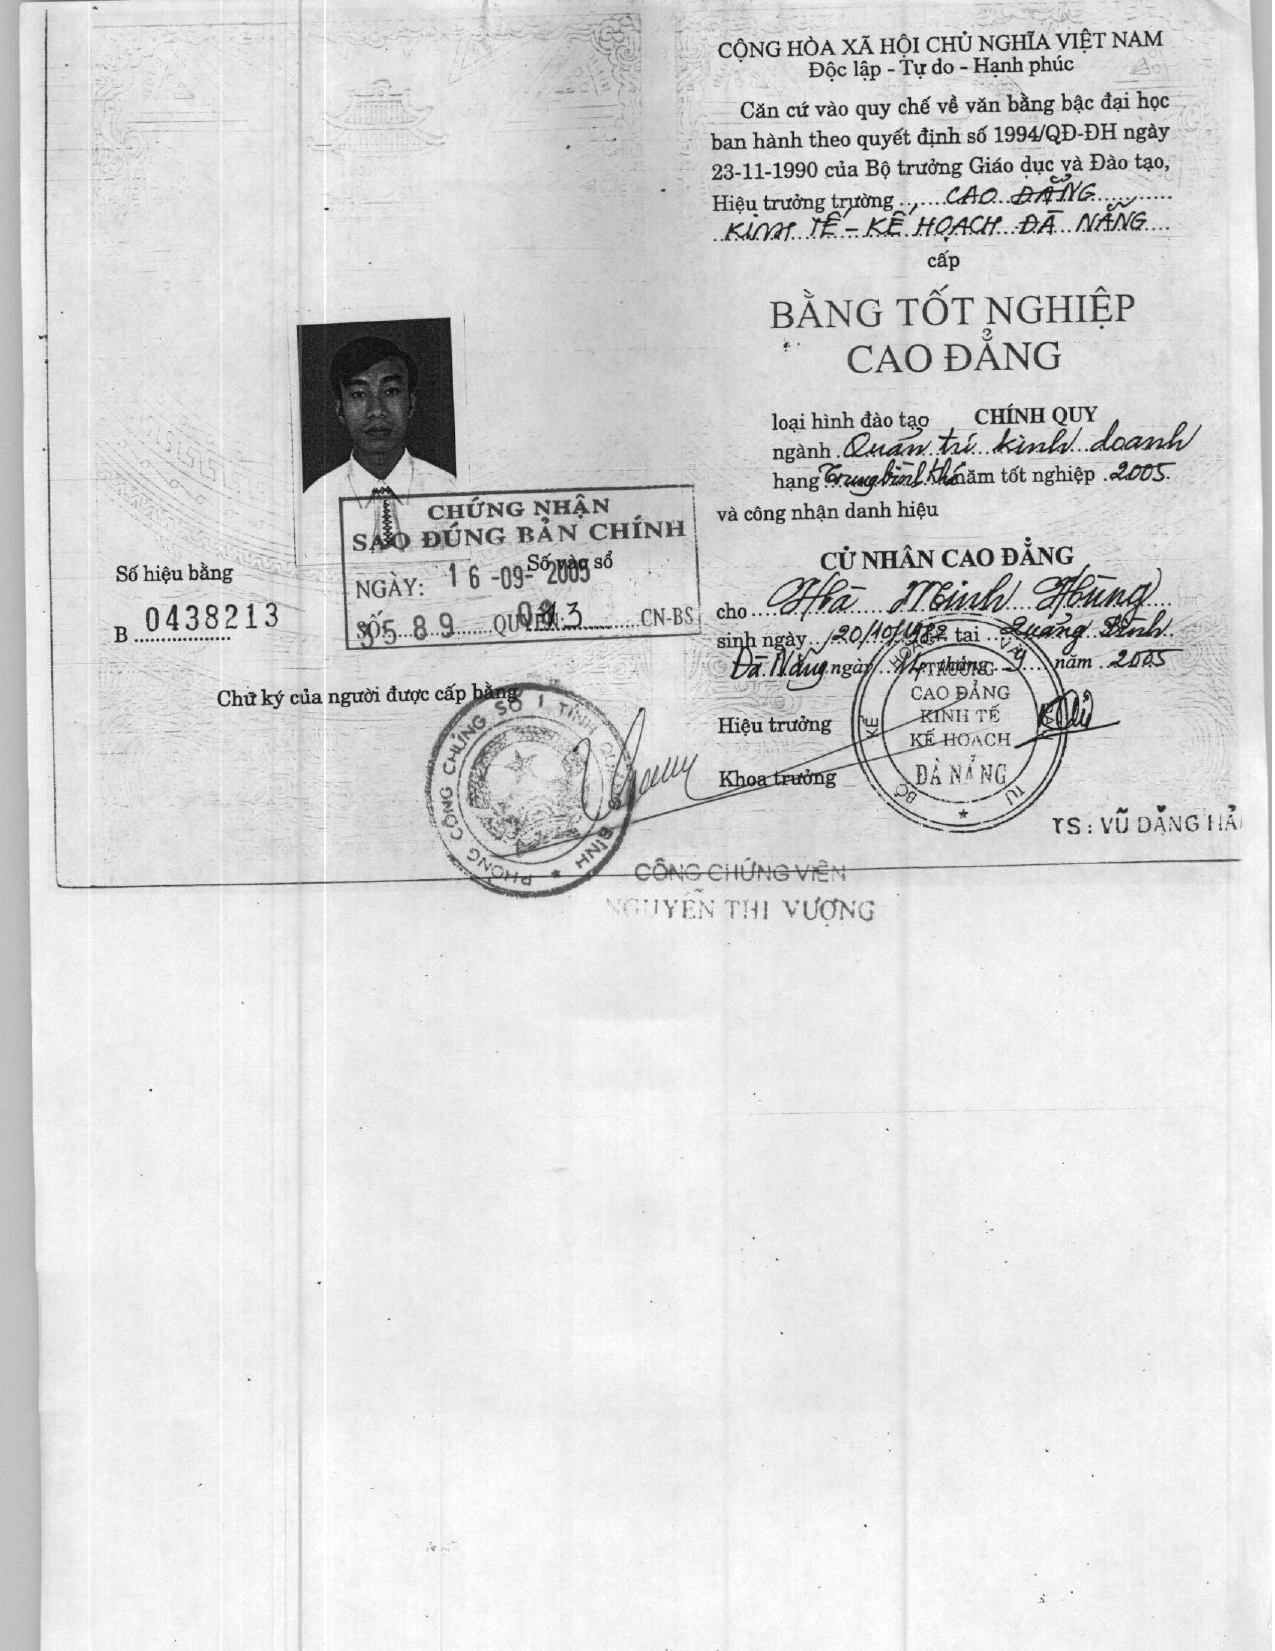 CỘNG HÒA XÃ HỘI CHỦ NGHĨA VIỆT NAM
Độc lập - Tự do - Hạnh phúc
Căn cứ vào quy chế về văn bằng bậc đại học
ban hành theo quyết định số 1994/QĐ-ĐH ngày
23-11-1990 của Bộ trưởng Giáo dục và Đào tạo,
Hiệu trưởng trường CAO ĐẲNG
KINH TẾ - KẾ HOẠCH ĐÀ NẴNG
cấp
BẰNG TỐT NGHIỆP
CAO ĐẲNG
loại hình đào tạo CHÍNH QUY
ngành Quản trị kinh doanh
hạng Trung bình khá năm tốt nghiệp 2005
và công nhận danh hiệu
CỬ NHÂN CAO ĐẲNG
cho Minh Hùng
sinh ngày 20/10/1982 tại Quảng Bình
Đà Nẵng ngày tháng 9 năm 2005
Hiệu trưởng
Khoa trưởng
TRƯỜNG
CAO ĐẲNG
KINH TẾ
KẾ HOẠCH
ĐÀ NẴNG
TS: VŨ DẶNG HẢI
CHỨNG NHẬN
SAO ĐÚNG BẢN CHÍNH
Số vào sổ
NGÀY: 16-09-2005
SỐ 589 QUYỂN: CN-BS
Số hiệu bằng
B 0438213
Chữ ký của người được cấp bằng
PHÒNG CÔNG CHỨNG SỐ 1 TỈNH QUẢNG BÌNH
CÔNG CHỨNG VIÊN
NGUYỄN THỊ VƯỢNG